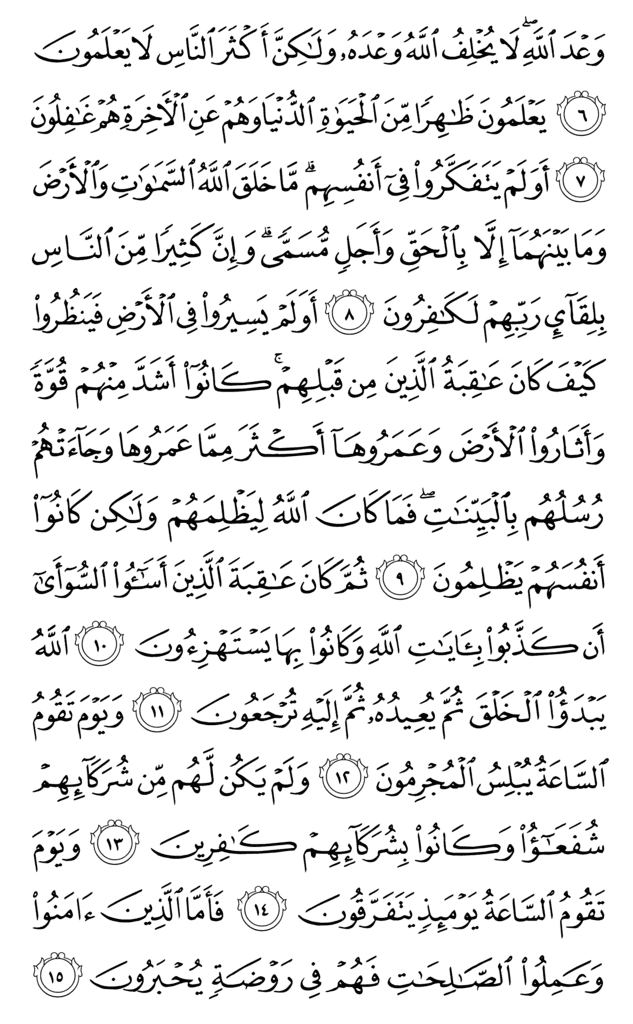 وَعْدَ ٱللَّهِ ۖ لَا يُخْلِفُ ٱللَّهُ وَعْدَهُۥ وَلَـٰكِنَّ أَكْثَرَ ٱلنَّاسِ لَا يَعْلَمُونَ
٦ يَعْلَمُونَ ظَـٰهِرًا مِّنَ ٱلْحَيَوٰةِ ٱلدُّنْيَا وَهُمْ عَنِ ٱلْـَٔاخِرَةِ هُمْ غَـٰفِلُونَ
٧ أَوَلَمْ يَتَفَكَّرُوا۟ فِىٓ أَنفُسِهِم ۗ مَّا خَلَقَ ٱللَّهُ ٱلسَّمَـٰوَٰتِ وَٱلْأَرْضَ
وَمَا بَيْنَهُمَآ إِلَّا بِٱلْحَقِّ وَأَجَلٍ مُّسَمًّى ۗ وَإِنَّ كَثِيرًا مِّنَ ٱلنَّاسِ
بِلِقَآئِ رَبِّهِمْ لَكَـٰفِرُونَ ٨ أَوَلَمْ يَسِيرُوا۟ فِى ٱلْأَرْضِ فَيَنظُرُوا۟
كَيْفَ كَانَ عَـٰقِبَةُ ٱلَّذِينَ مِن قَبْلِهِمْ ۚ كَانُوٓا۟ أَشَدَّ مِنْهُمْ قُوَّةً
وَأَثَارُوا۟ ٱلْأَرْضَ وَعَمَرُوهَآ أَكْثَرَ مِمَّا عَمَرُوهَا وَجَآءَتْهُمْ
رُسُلُهُم بِٱلْبَيِّنَـٰتِ ۖ فَمَا كَانَ ٱللَّهُ لِيَظْلِمَهُمْ وَلَـٰكِن كَانُوٓا۟
أَنفُسَهُمْ يَظْلِمُونَ ٩ ثُمَّ كَانَ عَـٰقِبَةَ ٱلَّذِينَ أَسَـٰٓـُٔوا۟ ٱلسُّوٓأَىٰٓ
أَن كَذَّبُوا۟ بِـَٔايَـٰتِ ٱللَّهِ وَكَانُوا۟ بِهَا يَسْتَهْزِءُونَ ١٠ ٱللَّهُ
يَبْدَؤُا۟ ٱلْخَلْقَ ثُمَّ يُعِيدُهُۥ ثُمَّ إِلَيْهِ تُرْجَعُونَ ١١ وَيَوْمَ تَقُومُ
ٱلسَّاعَةُ يُبْلِسُ ٱلْمُجْرِمُونَ ١٢ وَلَمْ يَكُن لَّهُم مِّن شُرَكَآئِهِمْ
شُفَعَـٰٓؤُا۟ وَكَانُوا۟ بِشُرَكَآئِهِمْ كَـٰفِرِينَ ١٣ وَيَوْمَ
تَقُومُ ٱلسَّاعَةُ يَوْمَئِذٍ يَتَفَرَّقُونَ ١٤ فَأَمَّا ٱلَّذِينَ ءَامَنُوا۟
وَعَمِلُوا۟ ٱلصَّـٰلِحَـٰتِ فَهُمْ فِى رَوْضَةٍ يُحْبَرُونَ ١٥